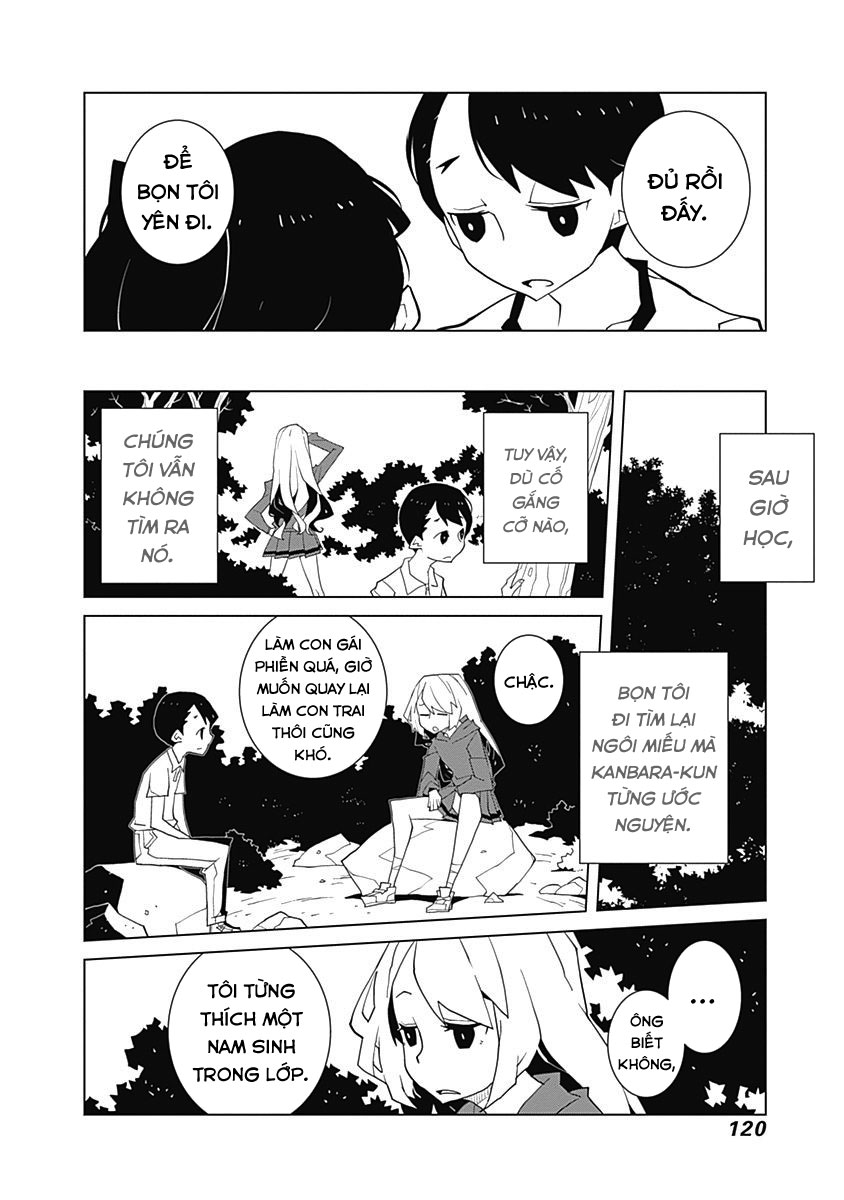 ĐỦ RỒI
ĐẤY.
ĐỂ
BỌN TÔI
YÊN ĐI.
SAU
GIỜ
HỌC,
BỌN TÔI
ĐI TÌM LẠI
NGÔI MIẾU MÀ
KANBARA-KUN
TỪNG ƯỚC
NGUYỆN.
TUY VẬY,
DÙ CỐ
GẮNG
CỠ NÀO,
CHÚNG
TÔI VẪN
KHÔNG
TÌM RA
NÓ.
CHẬC.
LÀM CON GÁI
PHIỀN QUÁ, GIỜ
MUỐN QUAY LẠI
LÀM CON TRAI
THÔI CŨNG
KHÓ.
...
ÔNG
BIẾT
KHÔNG,
TÔI TỪNG
THÍCH MỘT
NAM SINH
TRONG LỚP.
120